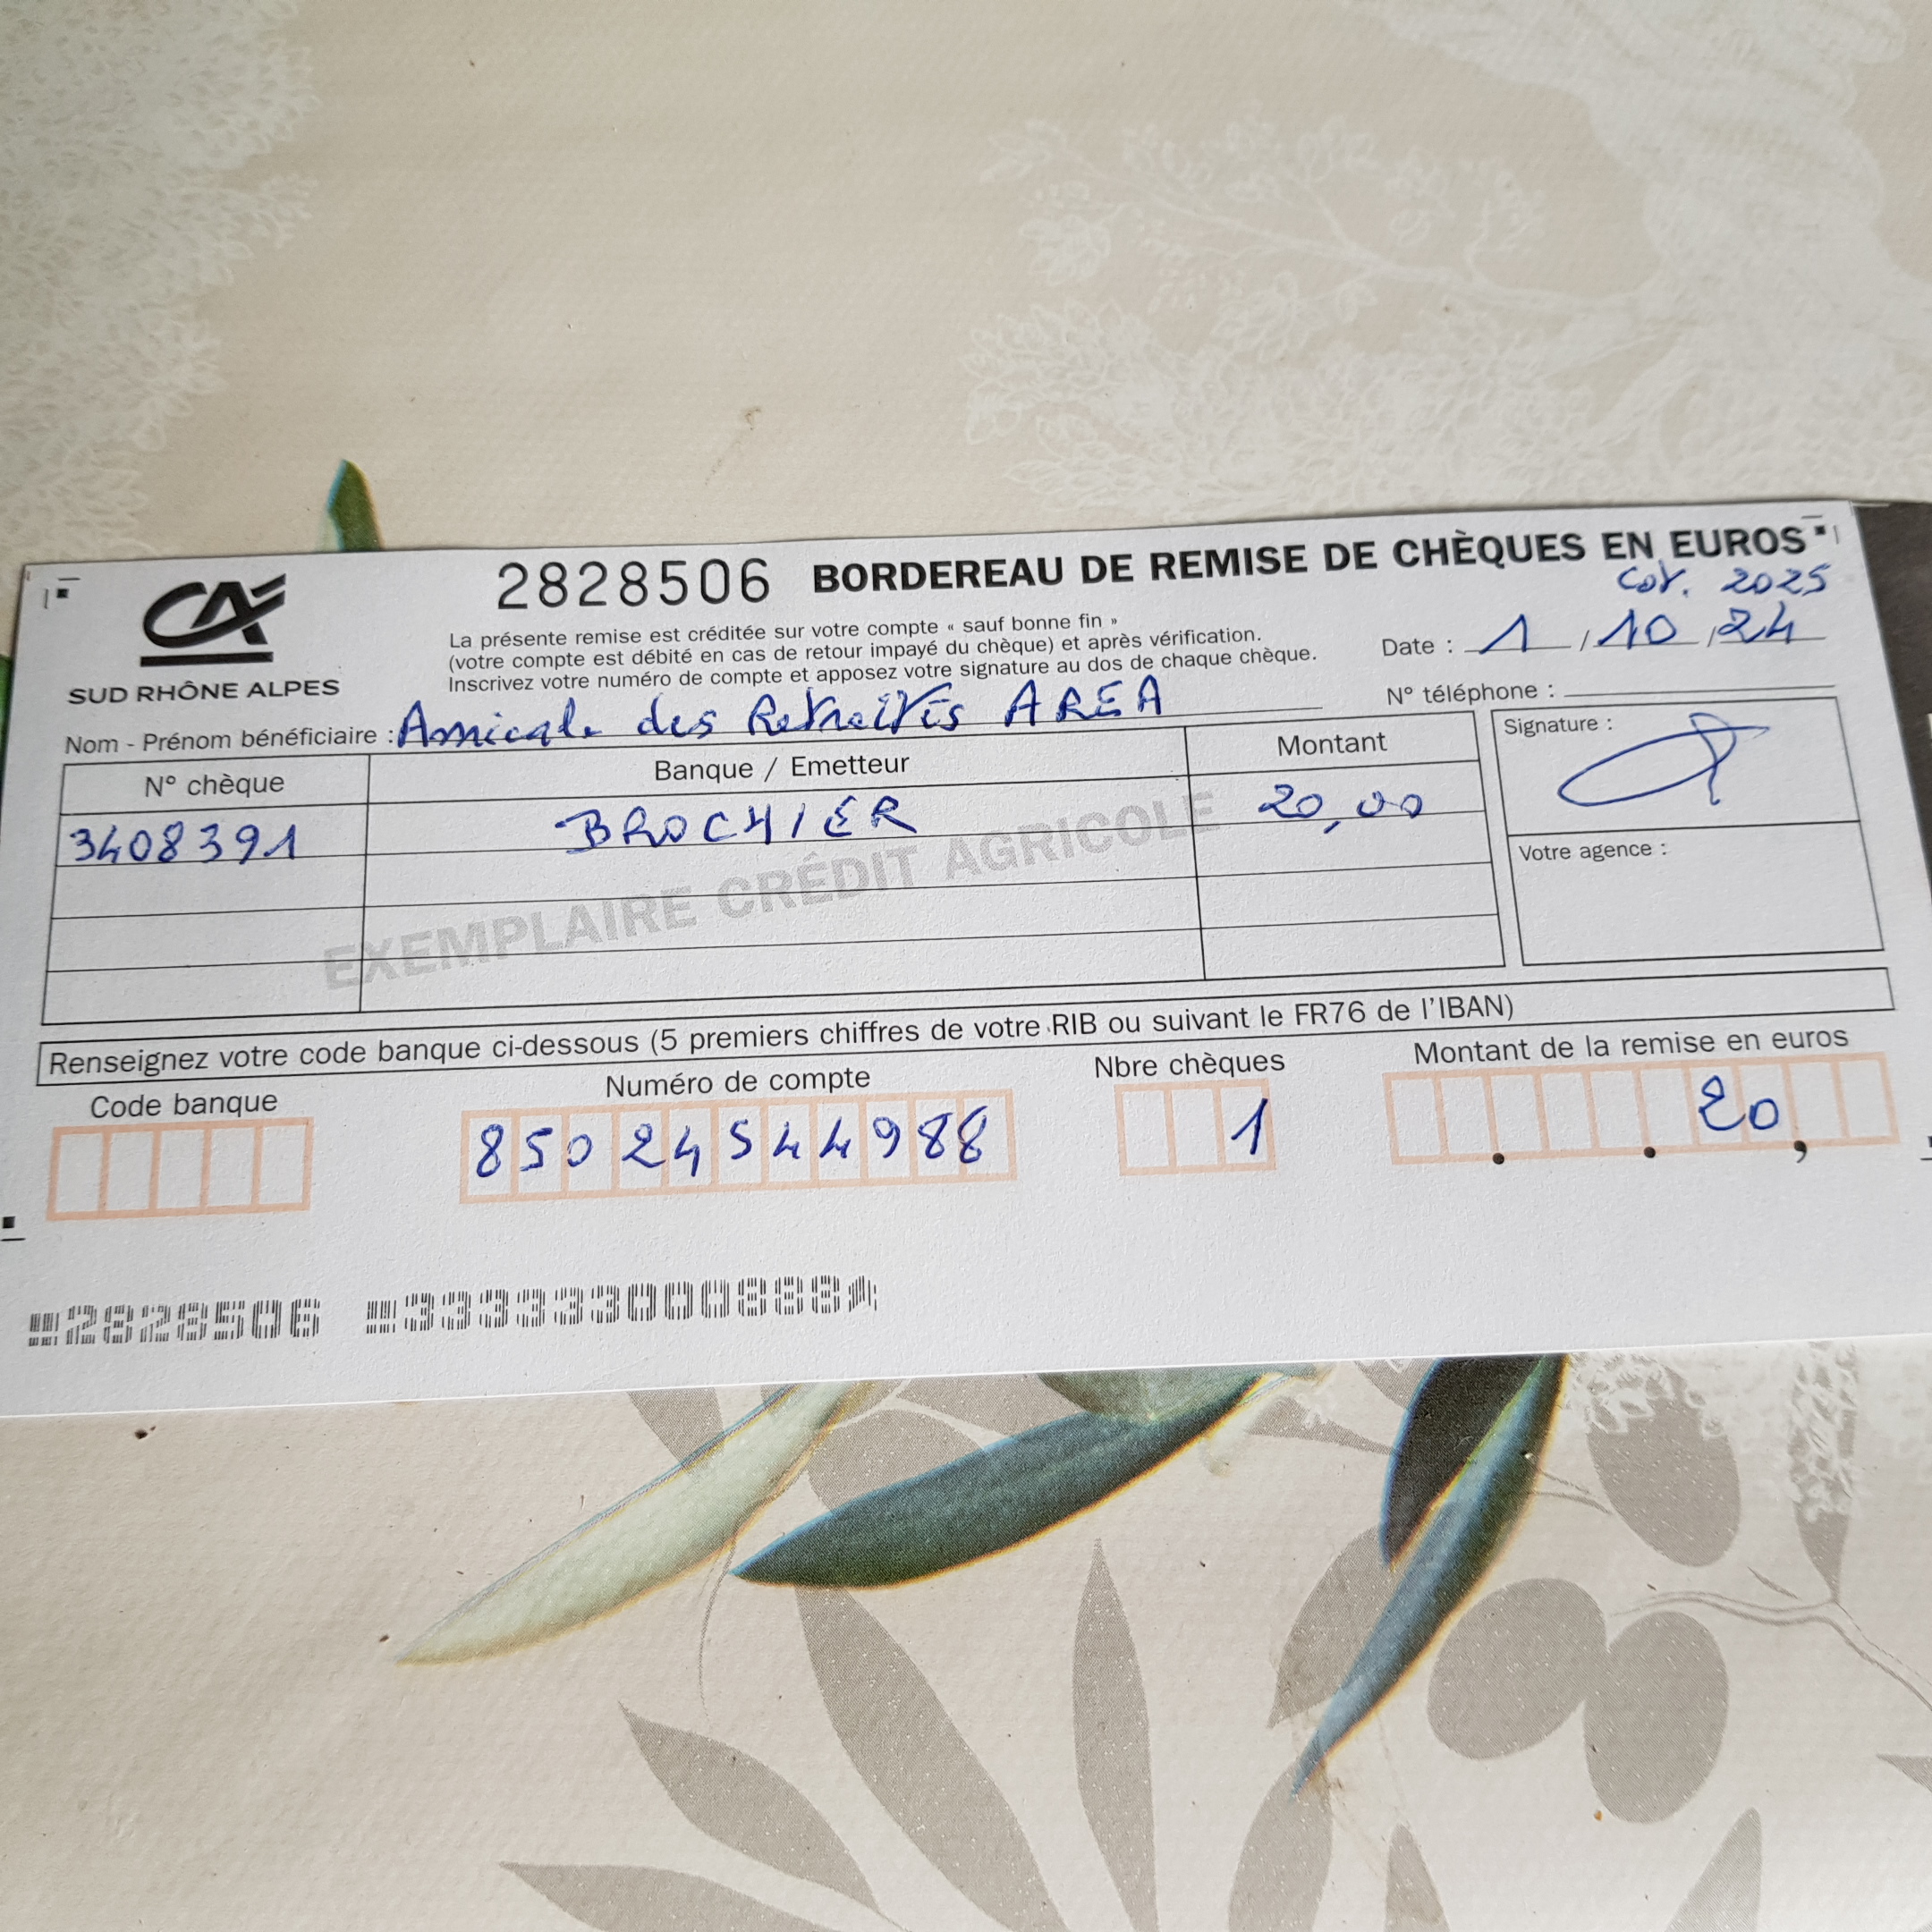 CA
SUD RHÔNE ALPES
2828506 BORDEREAU DE REMISE DE CHÈQUES EN EUROS
Cot. 2025
La présente remise est créditée sur votre compte « sauf bonne fin »
(votre compte est débité en cas de retour impayé du chèque) et après vérification.
Inscrivez votre numéro de compte et apposez votre signature au dos de chaque chèque.
Date : 1 / 10 / 24
N° téléphone :
Nom - Prénom bénéficiaire : Amicale des Retraités AREA
N° chèque Banque / Emetteur Montant
3408391 BROCHIER 20,00
EXEMPLAIRE CRÉDIT AGRICOLE
Signature :
Votre agence :
Renseignez votre code banque ci-dessous (5 premiers chiffres de votre RIB ou suivant le FR76 de l'IBAN)
Code banque Numéro de compte Nbre chèques Montant de la remise en euros
85024544988 1 20,
2828506 333333000888